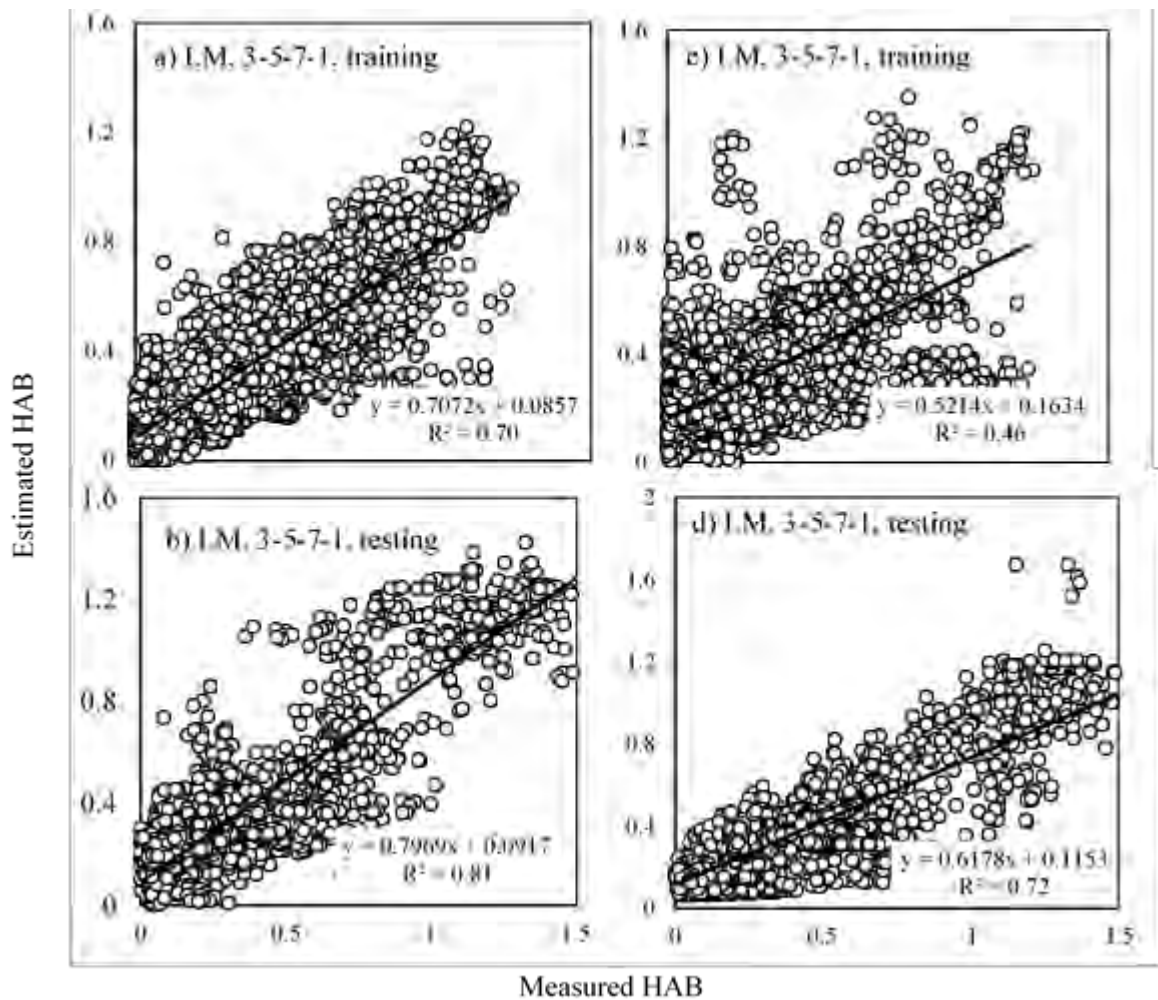 Estimated HAB
1.6
1.2
0.8
0.4
0
a) LM, 3-5-7-1, training
y = 0.7072x + 0.0857
R² = 0.70
1.6
1.2
0.8
0.4
0
c) LM, 3-5-7-1, training
y = 0.5214x + 0.1634
R² = 0.46
1.6
1.2
0.8
0.4
0
b) LM, 3-5-7-1, testing
y = 0.7969x + 0.0917
R² = 0.81
0 0.5 1 1.5
2
1.6
1.2
0.8
0.4
0
d) LM, 3-5-7-1, testing
y = 0.6178x + 0.1153
R² = 0.72
0 0.5 1 1.5
Measured HAB